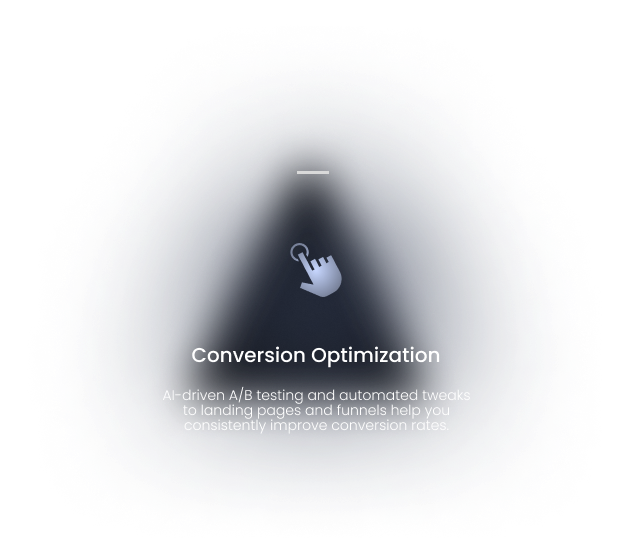 Conversion Optimization
AI-driven A/B testing and automated tweaks
to landing pages and funnels help you
consistently improve conversion rates.